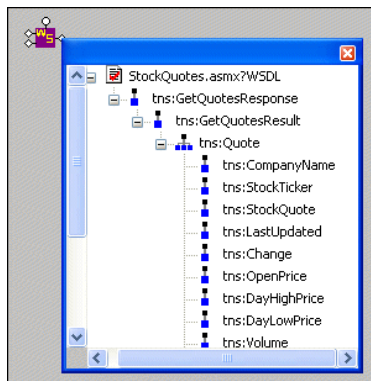 WS
StockQuotes.asmx?WSDL
tns:GetQuotesResponse
tns:GetQuotesResult
tns:Quote
tns:CompanyName
tns:StockTicker
tns:StockQuote
tns:LastUpdated
tns:Change
tns:OpenPrice
tns:DayHighPrice
tns:DayLowPrice
tns:Volume